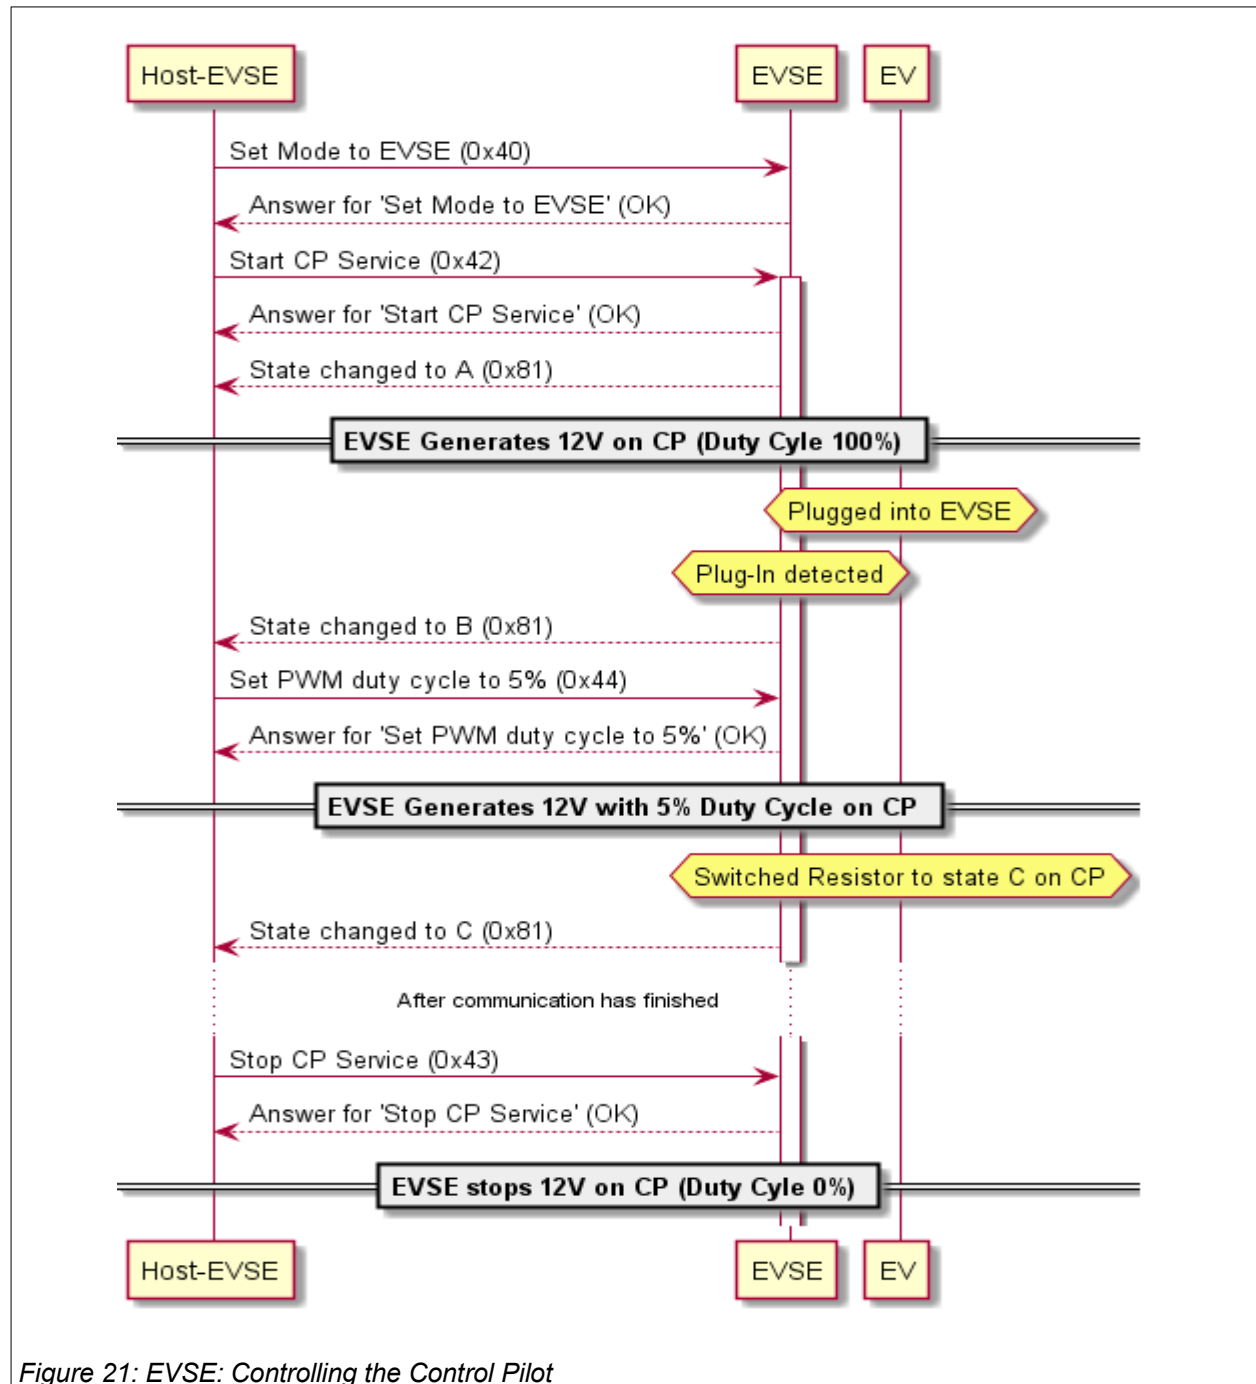 Host-EVSE EVSE EV
Set Mode to EVSE (0x40)
Answer for 'Set Mode to EVSE' (OK)
Start CP Service (0x42)
Answer for 'Start CP Service' (OK)
State changed to A (0x81)
EVSE Generates 12V on CP (Duty Cyle 100%)
Plugged into EVSE
Plug-In detected
State changed to B (0x81)
Set PWM duty cycle to 5% (0x44)
Answer for 'Set PWM duty cycle to 5%' (OK)
EVSE Generates 12V with 5% Duty Cycle on CP
Switched Resistor to state C on CP
State changed to C (0x81)
After communication has finished
Stop CP Service (0x43)
Answer for 'Stop CP Service' (OK)
EVSE stops 12V on CP (Duty Cyle 0%)
Host-EVSE EVSE EV
Figure 21: EVSE: Controlling the Control Pilot